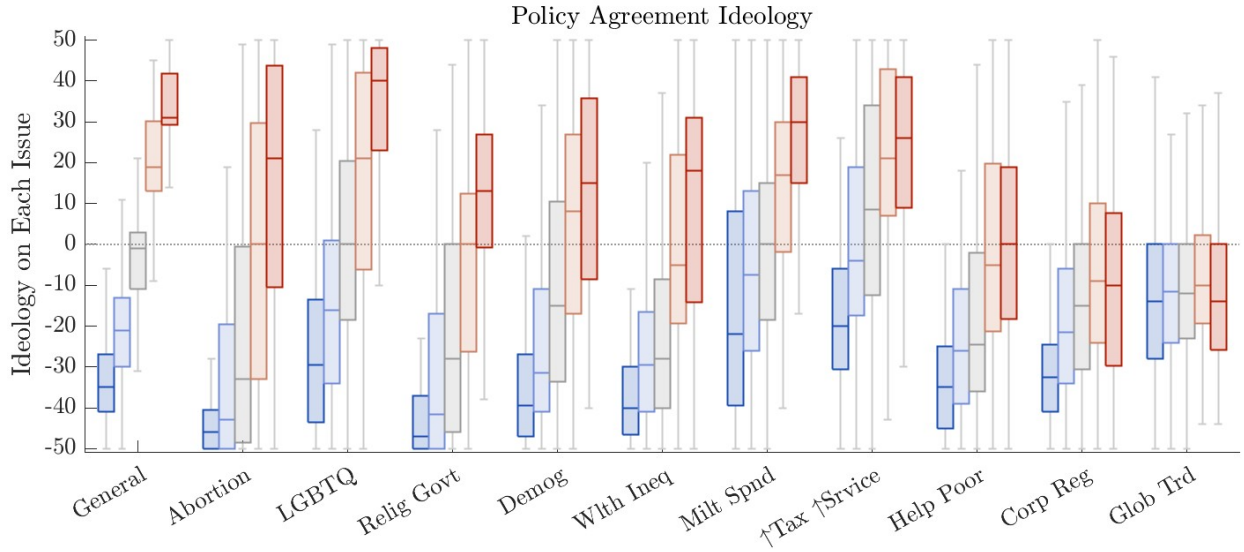 Policy Agreement Ideology
Ideology on Each Issue
50
40
30
20
10
0
-10
-20
-30
-40
-50
General
Abortion
LGBTQ
Relig Govt
Demog
Wlth Ineq
Milt Spnd
↑Tax ↑Srvice
Help Poor
Corp Reg
Glob Trd